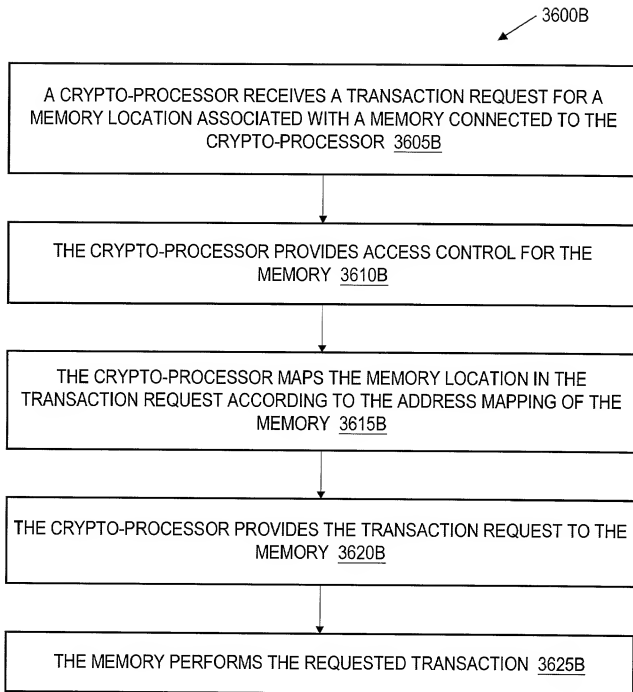 3600B
A CRYPTO-PROCESSOR RECEIVES A TRANSACTION REQUEST FOR A
MEMORY LOCATION ASSOCIATED WITH A MEMORY CONNECTED TO THE
CRYPTO-PROCESSOR 3605B
THE CRYPTO-PROCESSOR PROVIDES ACCESS CONTROL FOR THE
MEMORY 3610B
THE CRYPTO-PROCESSOR MAPS THE MEMORY LOCATION IN THE
TRANSACTION REQUEST ACCORDING TO THE ADDRESS MAPPING OF THE
MEMORY 3615B
THE CRYPTO-PROCESSOR PROVIDES THE TRANSACTION REQUEST TO THE
MEMORY 3620B
THE MEMORY PERFORMS THE REQUESTED TRANSACTION 3625B